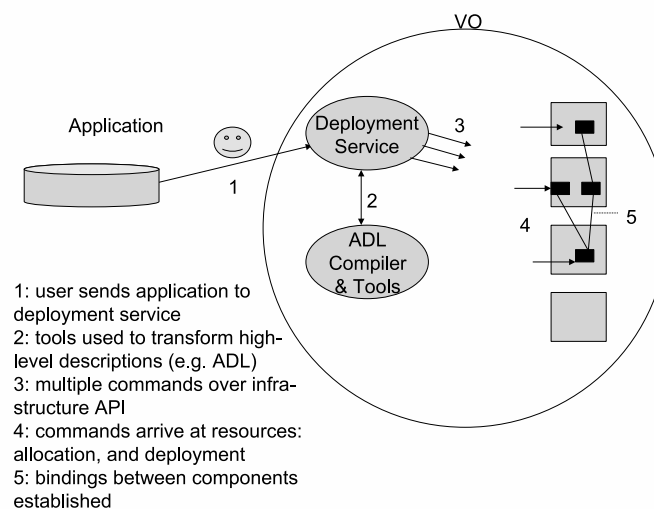 VO
Application
Deployment
Service
3
1
2
ADL
Compiler
& Tools
4
5
1: user sends application to
deployment service
2: tools used to transform high-
level descriptions (e.g. ADL)
3: multiple commands over infra-
structure API
4: commands arrive at resources:
allocation, and deployment
5: bindings between components
established